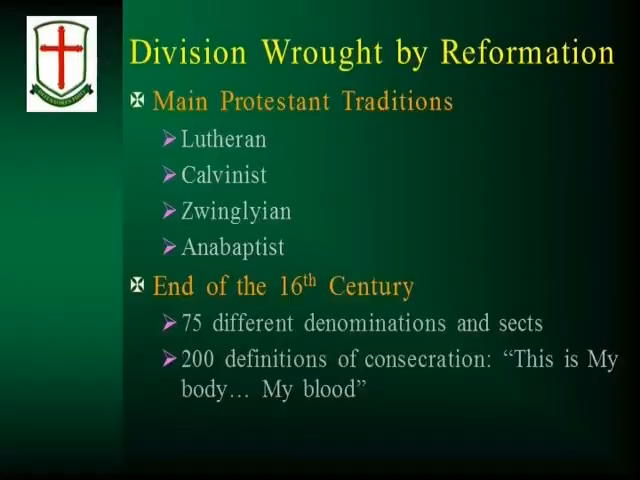 Division Wrought by Reformation
Main Protestant Traditions
Lutheran
Calvinist
Zwinglyian
Anabaptist
End of the 16th Century
75 different denominations and sects
200 definitions of consecration: “This is My
body… My blood”